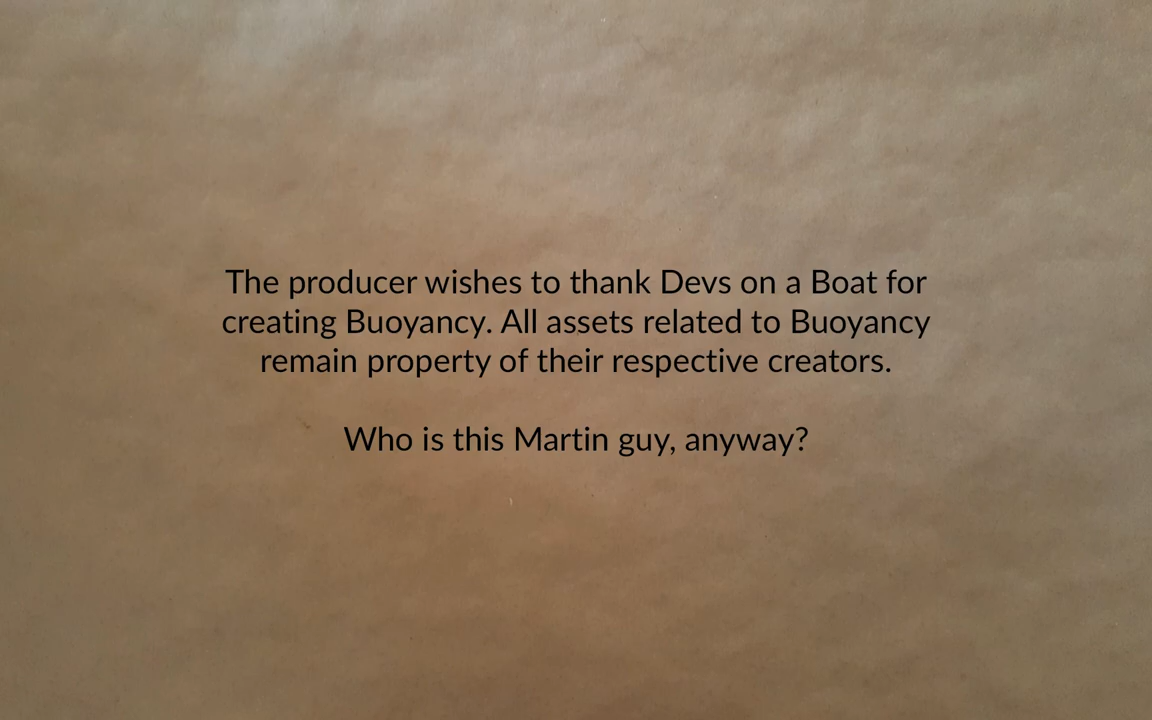 The producer wishes to thank Devs on a Boat for
creating Buoyancy. All assets related to Buoyancy
remain property of their respective creators.
Who is this Martin guy, anyway?